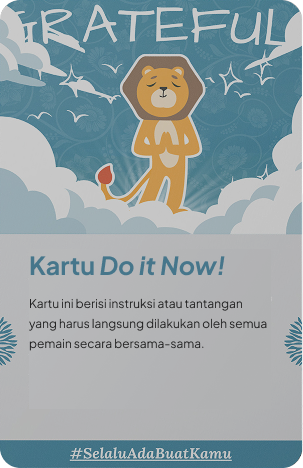 GRATEFUL
Kartu Do it Now!
Kartu ini berisi instruksi atau tantangan
yang harus langsung dilakukan oleh semua
pemain secara bersama-sama.
#SelaluAdaBuatKamu